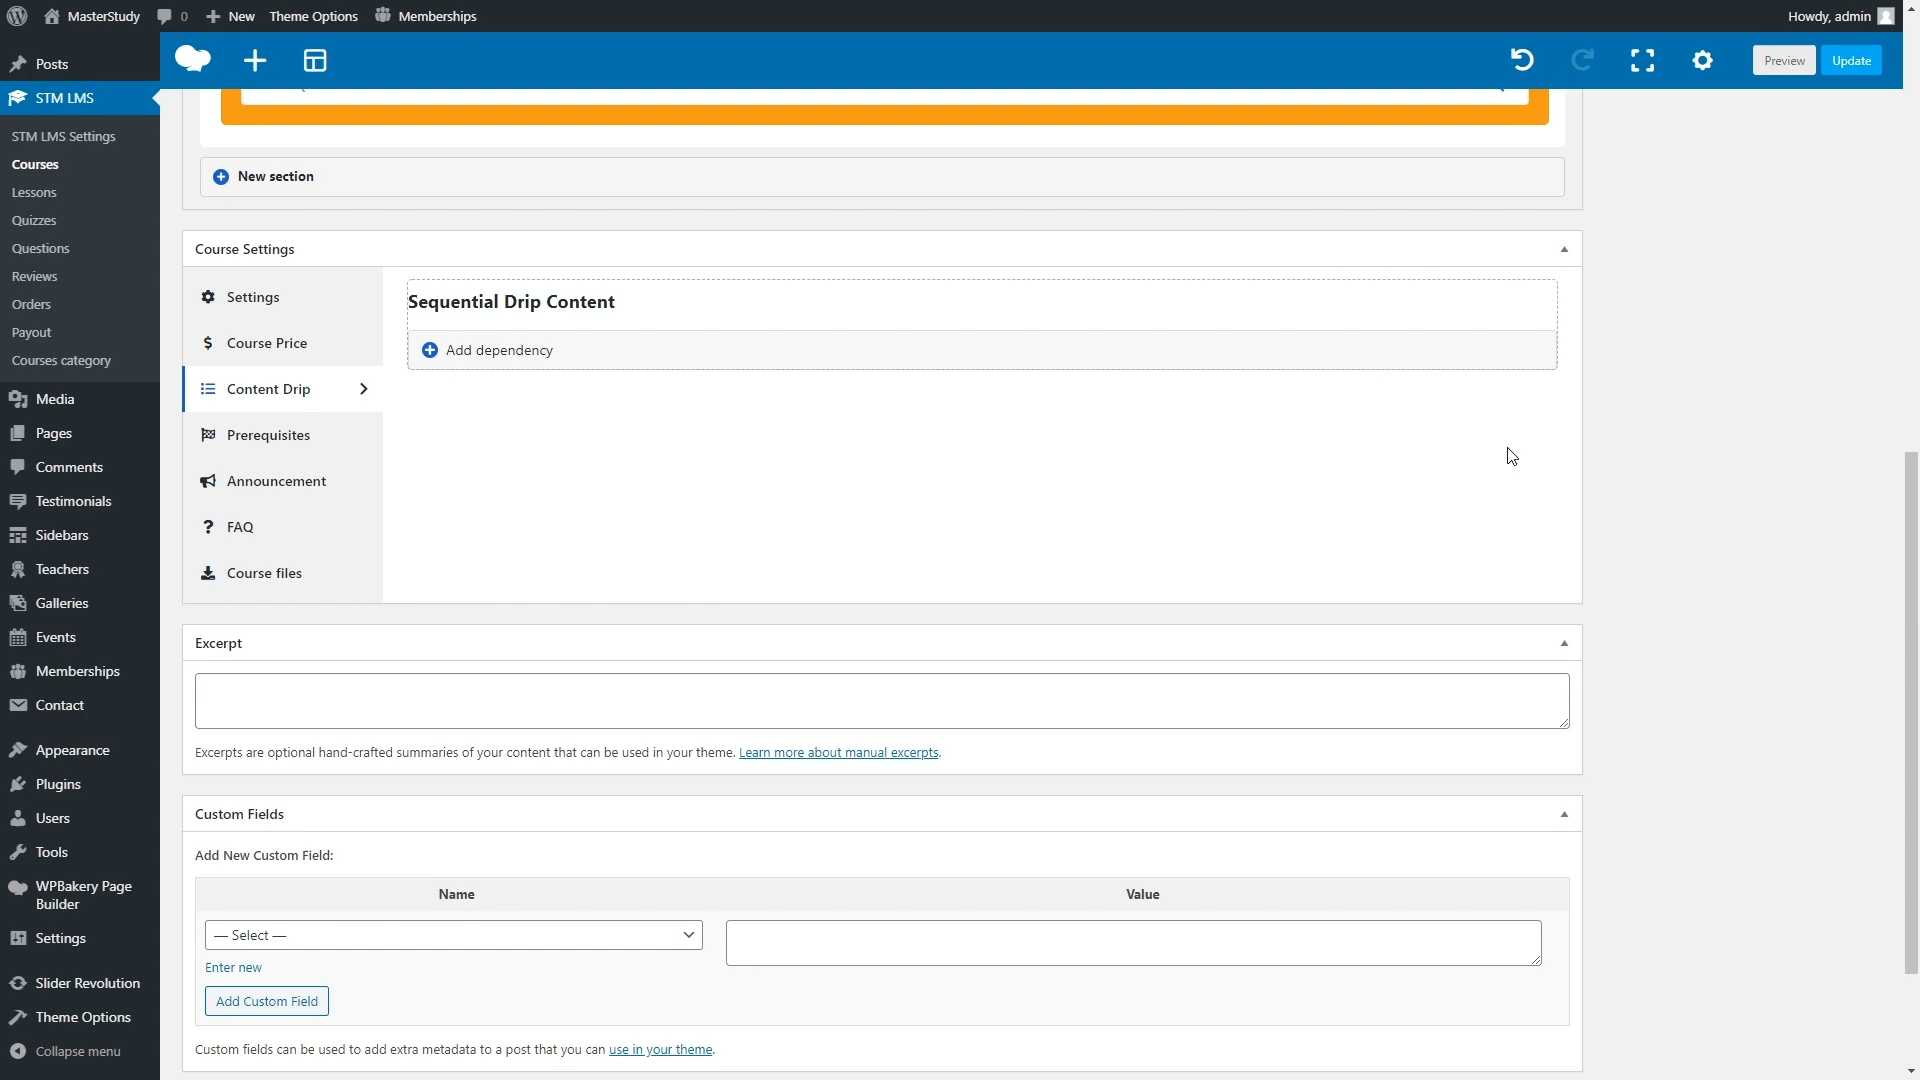 MasterStudy 0 New Theme Options Memberships Howdy, admin
Preview Update
Posts
STM LMS
STM LMS Settings
Courses
Lessons
Quizzes
Questions
Reviews
Orders
Payout
Courses category
Media
Pages
Comments
Testimonials
Sidebars
Teachers
Galleries
Events
Memberships
Contact
Appearance
Plugins
Users
Tools
WPBakery Page
Builder
Settings
Slider Revolution
Theme Options
Collapse menu
New section
Course Settings
Settings
Course Price
Content Drip
Prerequisites
Announcement
FAQ
Course files
Sequential Drip Content
Add dependency
Excerpt
Excerpts are optional hand-crafted summaries of your content that can be used in your theme. Learn more about manual excerpts.
Custom Fields
Add New Custom Field:
Name Value
— Select —
Enter new
Add Custom Field
Custom fields can be used to add extra metadata to a post that you can use in your theme.